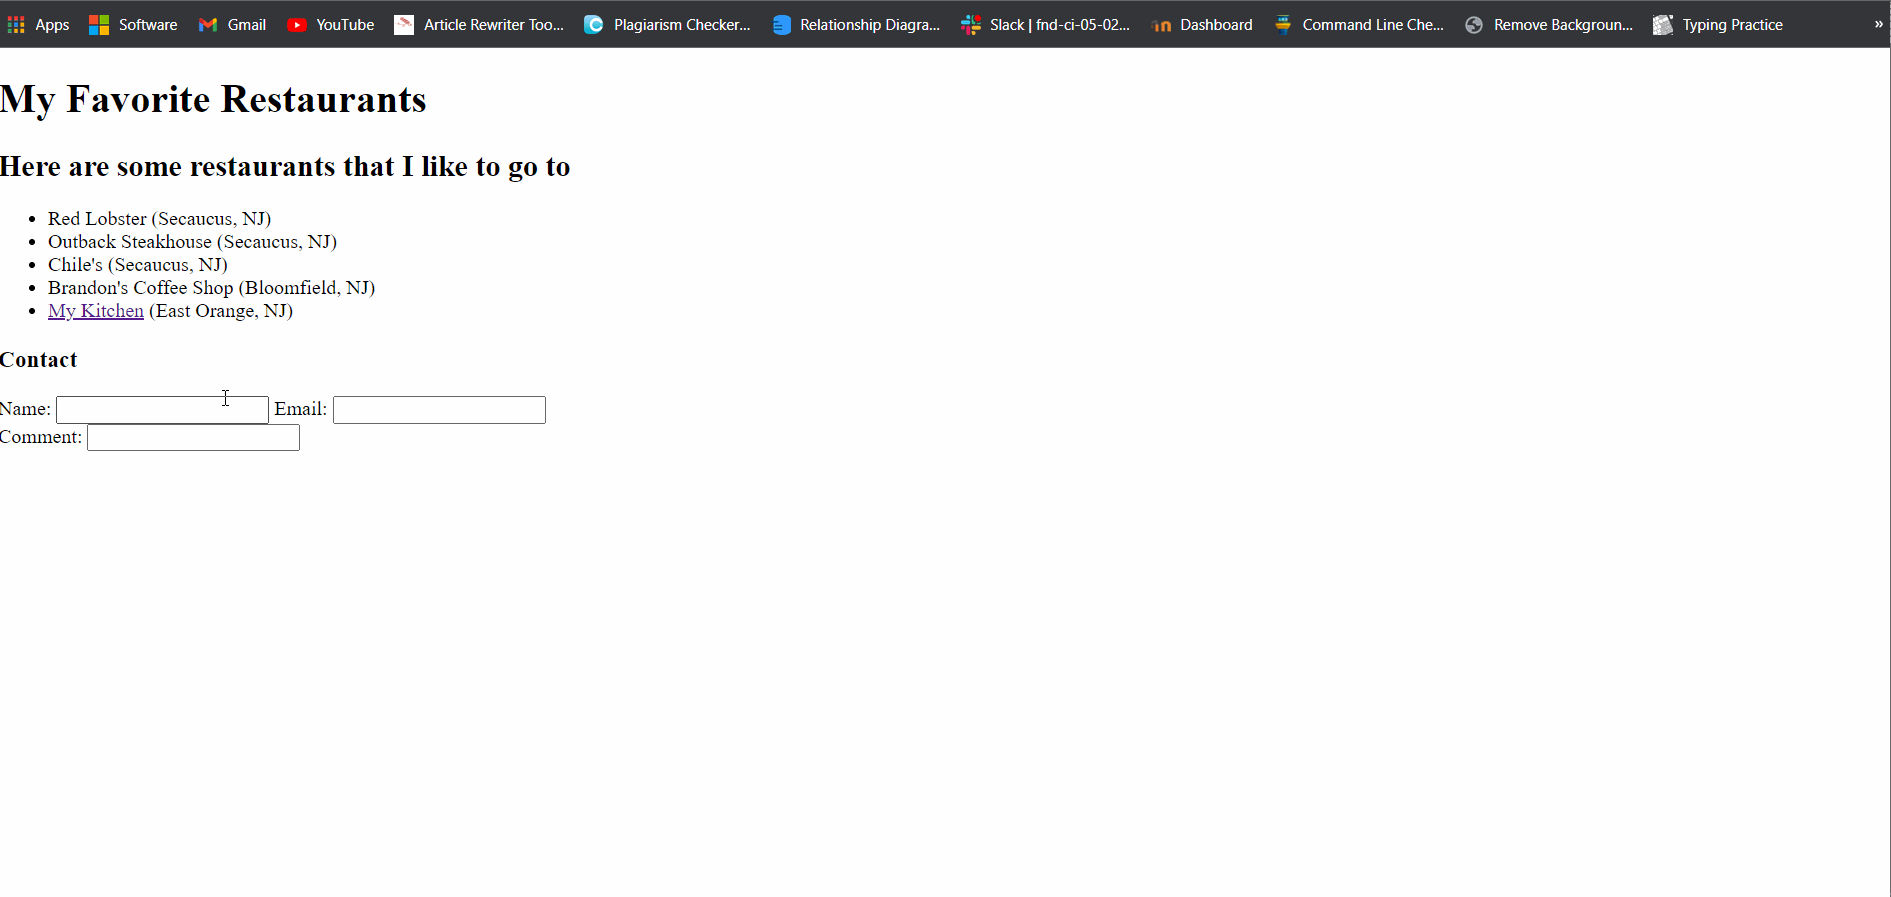 Apps Software Gmail YouTube Article Rewriter Too... Plagiarism Checker... Relationship Diagra... Slack | fnd-ci-05-02... Dashboard Command Line Che... Remove Backgroun... Typing Practice »
My Favorite Restaurants
Here are some restaurants that I like to go to
• Red Lobster (Secaucus, NJ)
• Outback Steakhouse (Secaucus, NJ)
• Chile's (Secaucus, NJ)
• Brandon's Coffee Shop (Bloomfield, NJ)
• My Kitchen (East Orange, NJ)
Contact
Name: Email:
Comment: